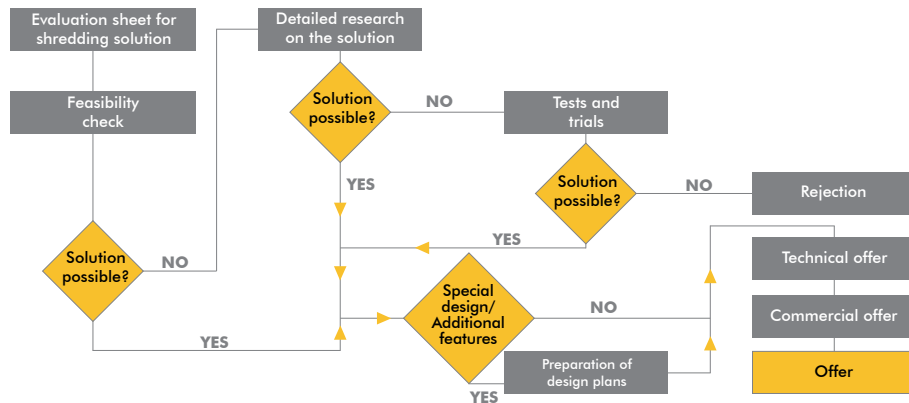 Evaluation sheet for
shredding solution
Detailed research
on the solution
Feasibility
check
Solution
possible?
NO
Tests and
trials
YES
Solution
possible?
NO
Rejection
Solution
possible?
NO
YES
Technical offer
Special
design/
Additional
features
NO
Commercial offer
YES
Preparation of
design plans
YES
Offer